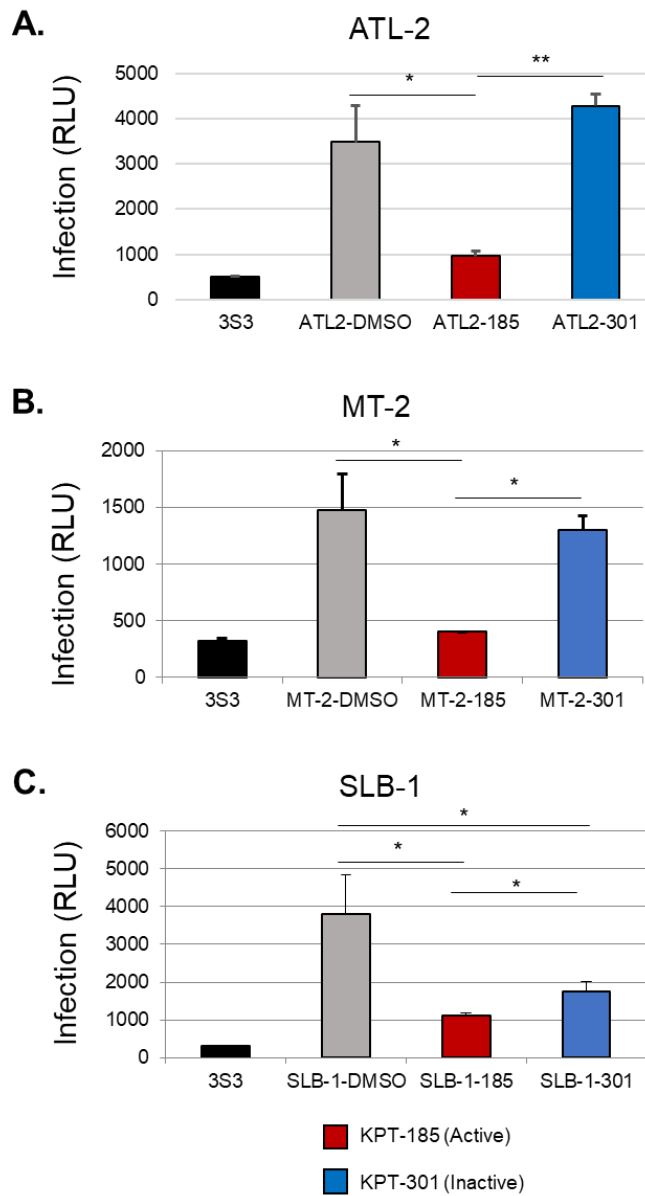 A.
ATL-2
Infection (RLU)
5000
4000
3000
2000
1000
0
*
**
3S3 ATL2-DMSO ATL2-185 ATL2-301
B.
MT-2
Infection (RLU)
2000
1500
1000
500
0
*
*
3S3 MT-2-DMSO MT-2-185 MT-2-301
C.
SLB-1
Infection (RLU)
6000
5000
4000
3000
2000
1000
0
*
*
*
3S3 SLB-1-DMSO SLB-1-185 SLB-1-301
KPT-185 (Active)
KPT-301 (Inactive)